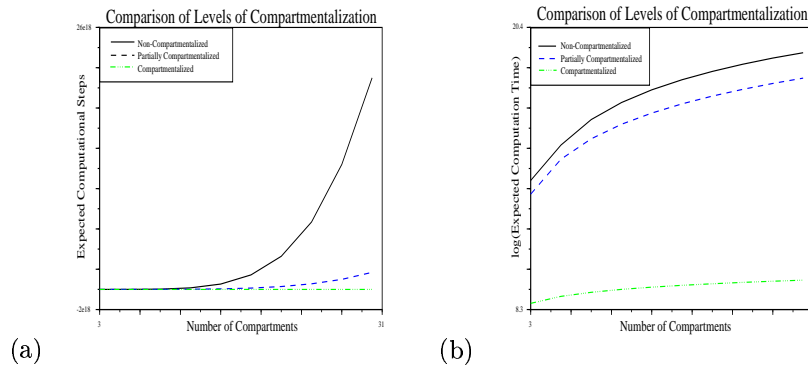 Comparison of Levels of Compartmentalization
26e18
Non-Compartmentalized
Partially Compartmentalized
Compartmentalized
Expected Computational Steps
-2e18
3
31
Number of Compartments
(a)
Comparison of Levels of Compartmentalization
20.4
Non-Compartmentalized
Partially Compartmentalized
Compartmentalized
log(Expected Computation Time)
8.3
3
Number of Compartments
(b)